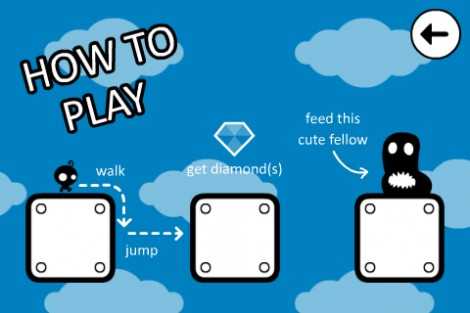 HOW TO
PLAY
feed this
cute fellow
walk
get diamond(s)
jump